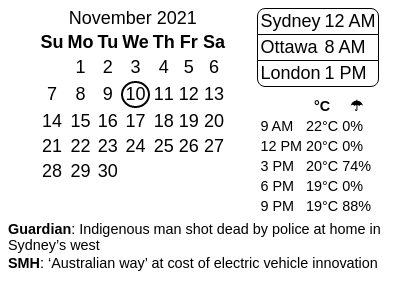 November 2021
Su Mo Tu We Th Fr Sa
1 2 3 4 5 6
7 8 9 10 11 12 13
14 15 16 17 18 19 20
21 22 23 24 25 26 27
28 29 30
Sydney 12 AM
Ottawa 8 AM
London 1 PM
°C ☂
9 AM 22°C 0%
12 PM 20°C 0%
3 PM 20°C 74%
6 PM 19°C 0%
9 PM 19°C 88%
Guardian: Indigenous man shot dead by police at home in
Sydney’s west
SMH: ‘Australian way’ at cost of electric vehicle innovation